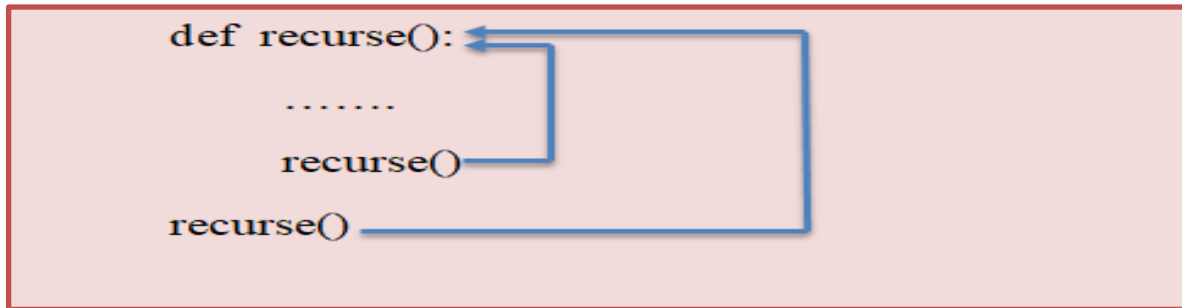 def recurse():
.......
recurse()
recurse()